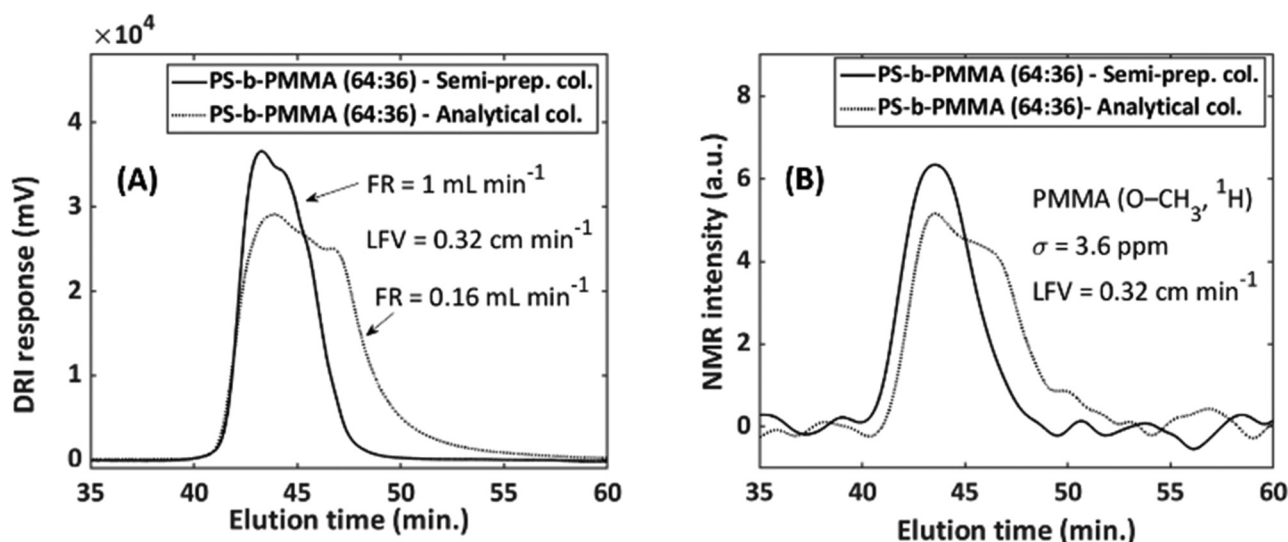 ×10⁴
PS-b-PMMA (64:36) - Semi-prep. col.
PS-b-PMMA (64:36) - Analytical col.
(A)
FR = 1 mL min⁻¹
LFV = 0.32 cm min⁻¹
FR = 0.16 mL min⁻¹
DRI response (mV)
4
3
2
1
0
35 40 45 50 55 60
Elution time (min.)
PS-b-PMMA (64:36) - Semi-prep. col.
PS-b-PMMA (64:36)- Analytical col.
(B)
PMMA (O–CH₃, ¹H)
σ = 3.6 ppm
LFV = 0.32 cm min⁻¹
NMR intensity (a.u.)
8
6
4
2
0
35 40 45 50 55 60
Elution time (min.)